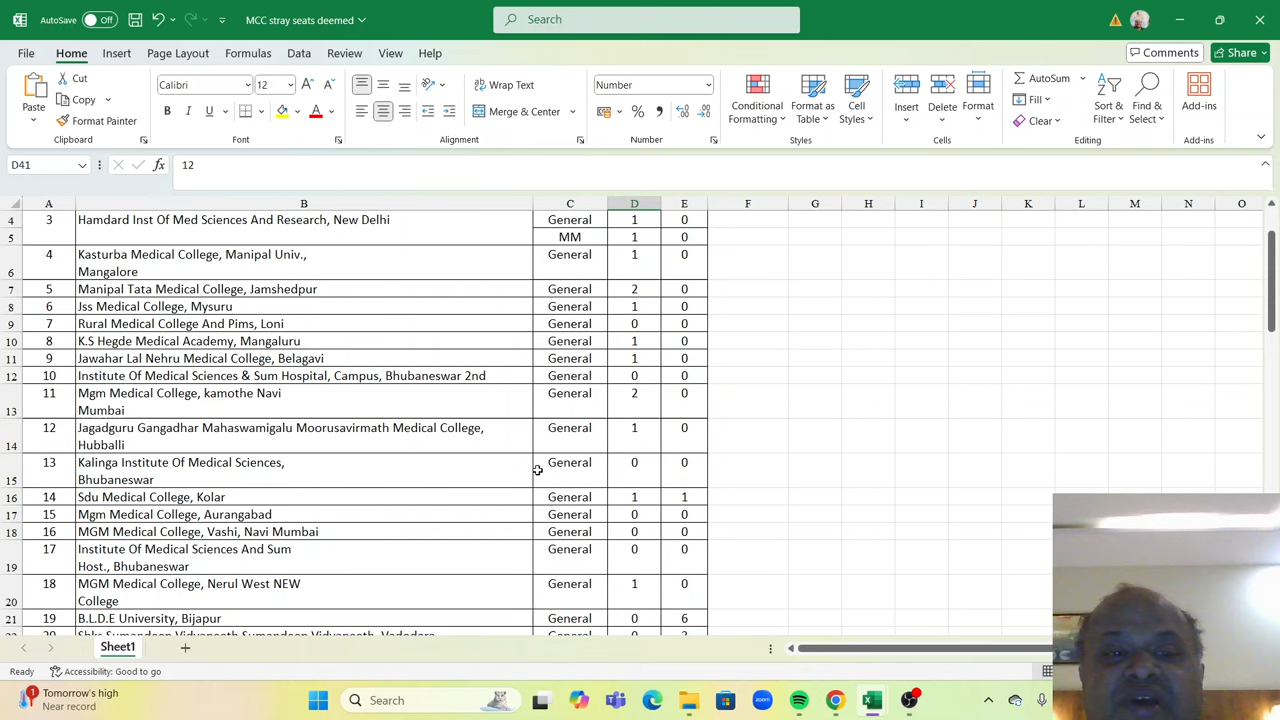 AutoSave Off MCC stray seats deemed Search
File Home Insert Page Layout Formulas Data Review View Help Comments Share
Paste Cut Copy Format Painter Clipboard
Calibri 12 B I U A Font
Wrap Text Merge & Center Alignment
Number % Number
Conditional Formatting Format as Table Cell Styles Styles
Insert Delete Format Cells
AutoSum Fill Clear Sort & Filter Find & Select Editing
Add-ins Add-ins
D41 fx 12
A B C D E F G H I J K L M N O
4 3 Hamdard Inst Of Med Sciences And Research, New Delhi General 1 0
5 MM 1 0
4 Kasturba Medical College, Manipal Univ., General 1 0
6 Mangalore
7 5 Manipal Tata Medical College, Jamshedpur General 2 0
8 6 Jss Medical College, Mysuru General 1 0
9 7 Rural Medical College And Pims, Loni General 0 0
10 8 K.S Hegde Medical Academy, Mangaluru General 1 0
11 9 Jawahar Lal Nehru Medical College, Belagavi General 1 0
12 10 Institute Of Medical Sciences & Sum Hospital, Campus, Bhubaneswar 2nd General 0 0
11 Mgm Medical College, kamothe Navi General 2 0
13 Mumbai
12 Jagadguru Gangadhar Mahaswamigalu Moorusavirmath Medical College, General 1 0
14 Hubballi
13 Kalinga Institute Of Medical Sciences, General 0 0
15 Bhubaneswar
16 14 Sdu Medical College, Kolar General 1 1
17 15 Mgm Medical College, Aurangabad General 0 0
18 16 MGM Medical College, Vashi, Navi Mumbai General 0 0
17 Institute Of Medical Sciences And Sum General 0 0
19 Host., Bhubaneswar
18 MGM Medical College, Nerul West NEW General 1 0
20 College
21 19 B.L.D.E University, Bijapur General 0 6
Sheet1
Ready Accessibility: Good to go
1 Tomorrow's high
Near record
Search